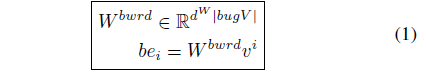 W^{bwrd} ∈ ℝ^{d^W |bugV|}
be_i = W^{bwrd} v^i
(1)